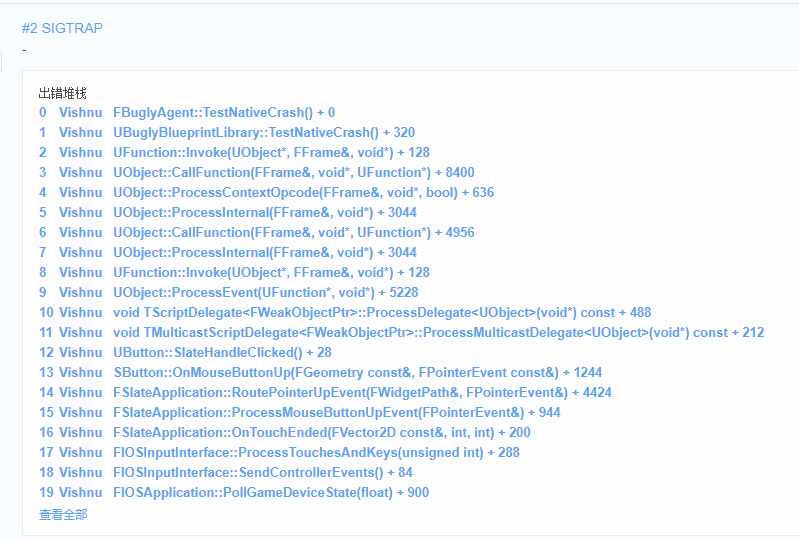 #2 SIGTRAP
-
出错堆栈
0 Vishnu FBuglyAgent::TestNativeCrash() + 0
1 Vishnu UBuglyBlueprintLibrary::TestNativeCrash() + 320
2 Vishnu UFunction::Invoke(UObject*, FFrame&, void*) + 128
3 Vishnu UObject::CallFunction(FFrame&, void*, UFunction*) + 8400
4 Vishnu UObject::ProcessContextOpcode(FFrame&, void*, bool) + 636
5 Vishnu UObject::ProcessInternal(FFrame&, void*) + 3044
6 Vishnu UObject::CallFunction(FFrame&, void*, UFunction*) + 4956
7 Vishnu UObject::ProcessInternal(FFrame&, void*) + 3044
8 Vishnu UFunction::Invoke(UObject*, FFrame&, void*) + 128
9 Vishnu UObject::ProcessEvent(UFunction*, void*) + 5228
10 Vishnu void TScriptDelegate<FWeakObjectPtr>::ProcessDelegate<UObject>(void*) const + 488
11 Vishnu void TMulticastScriptDelegate<FWeakObjectPtr>::ProcessMulticastDelegate<UObject>(void*) const + 212
12 Vishnu UButton::SlateHandleClicked() + 28
13 Vishnu SButton::OnMouseButtonUp(FGeometry const&, FPointerEvent const&) + 1244
14 Vishnu FSlateApplication::RoutePointerUpEvent(FWidgetPath&, FPointerEvent&) + 4424
15 Vishnu FSlateApplication::ProcessMouseButtonUpEvent(FPointerEvent&) + 944
16 Vishnu FSlateApplication::OnTouchEnded(FVector2D const&, int, int) + 200
17 Vishnu FIOSInputInterface::ProcessTouchesAndKeys(unsigned int) + 288
18 Vishnu FIOSInputInterface::SendControllerEvents() + 84
19 Vishnu FIOSApplication::PollGameDeviceState(float) + 900
查看全部